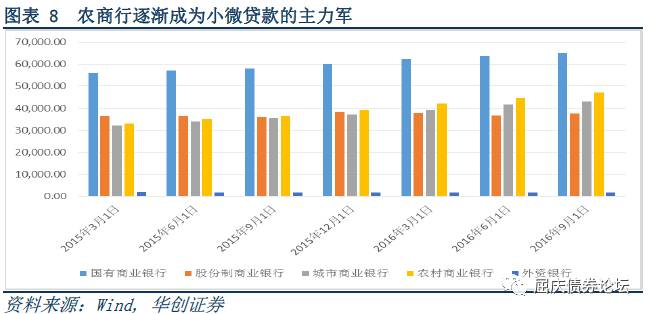 图表 8 农商行逐渐成为小微贷款的主力军
70,000.00
60,000.00
50,000.00
40,000.00
30,000.00
20,000.00
10,000.00
0.00
2015年3月1日
2015年6月1日
2015年9月1日
2015年12月1日
2016年3月1日
2016年6月1日
2016年9月1日
国有商业银行 股份制商业银行 城市商业银行 农村商业银行 外资银行
屈庆债券论坛
资料来源：Wind，华创证券